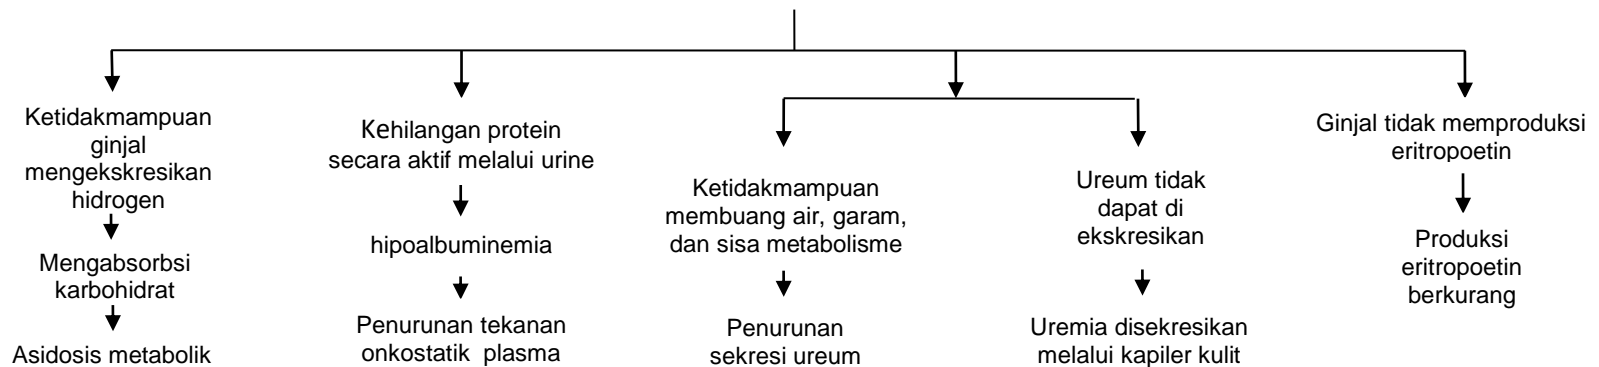 Ketidakmampuan
ginjal
mengekskresikan
hidrogen
Mengabsorbsi
karbohidrat
Asidosis metabolik
Kehilangan protein
secara aktif melalui urine
hipoalbuminemia
Penurunan tekanan
onkostatik plasma
Ketidakmampuan
membuang air, garam,
dan sisa metabolisme
Penurunan
sekresi ureum
Ureum tidak
dapat di
ekskresikan
Uremia disekresikan
melalui kapiler kulit
Ginjal tidak memproduksi
eritropoetin
Produksi
eritropoetin
berkurang